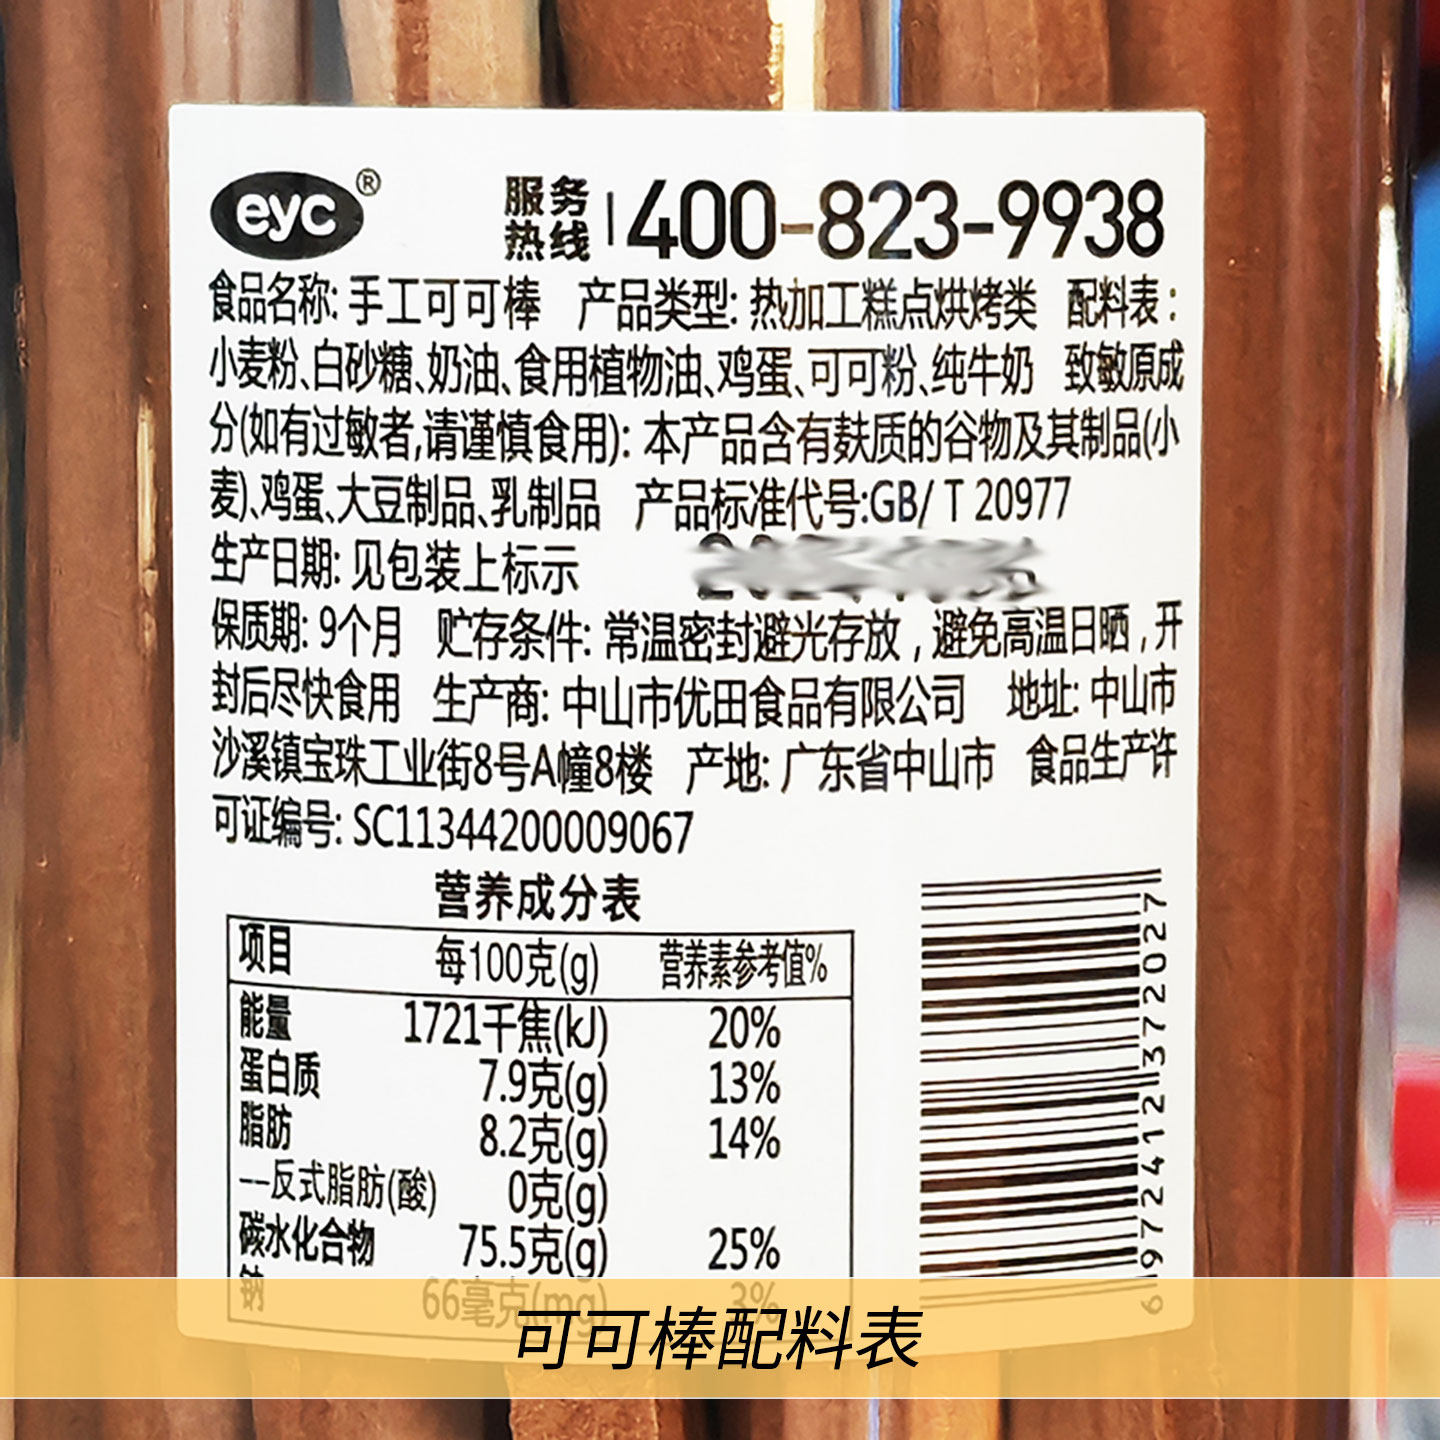 eyc®
服务热线 400-823-9938
食品名称: 手工可可棒 产品类型: 热加工糕点烘烤类 配料表:
小麦粉、白砂糖、奶油、食用植物油、鸡蛋、可可粉、纯牛奶 致敏原成
分(如有过敏者,请谨慎食用): 本产品含有麸质的谷物及其制品(小
麦)、鸡蛋、大豆制品、乳制品 产品标准代号:GB/T 20977
生产日期: 见包装上标示
保质期: 9个月 贮存条件: 常温密封避光存放,避免高温日晒,开
封后尽快食用 生产商: 中山市优田食品有限公司 地址: 中山市
沙溪镇宝珠工业街8号A幢8楼 产地: 广东省中山市 食品生产许
可证编号: SC11344200009067
营养成分表
项目 每100克(g) 营养素参考值%
能量 1721千焦(kJ) 20%
蛋白质 7.9克(g) 13%
脂肪 8.2克(g) 14%
--反式脂肪(酸) 0克(g)
碳水化合物 75.5克(g) 25%
钠 66毫克(mg) 3%
6972412372027
可可棒配料表